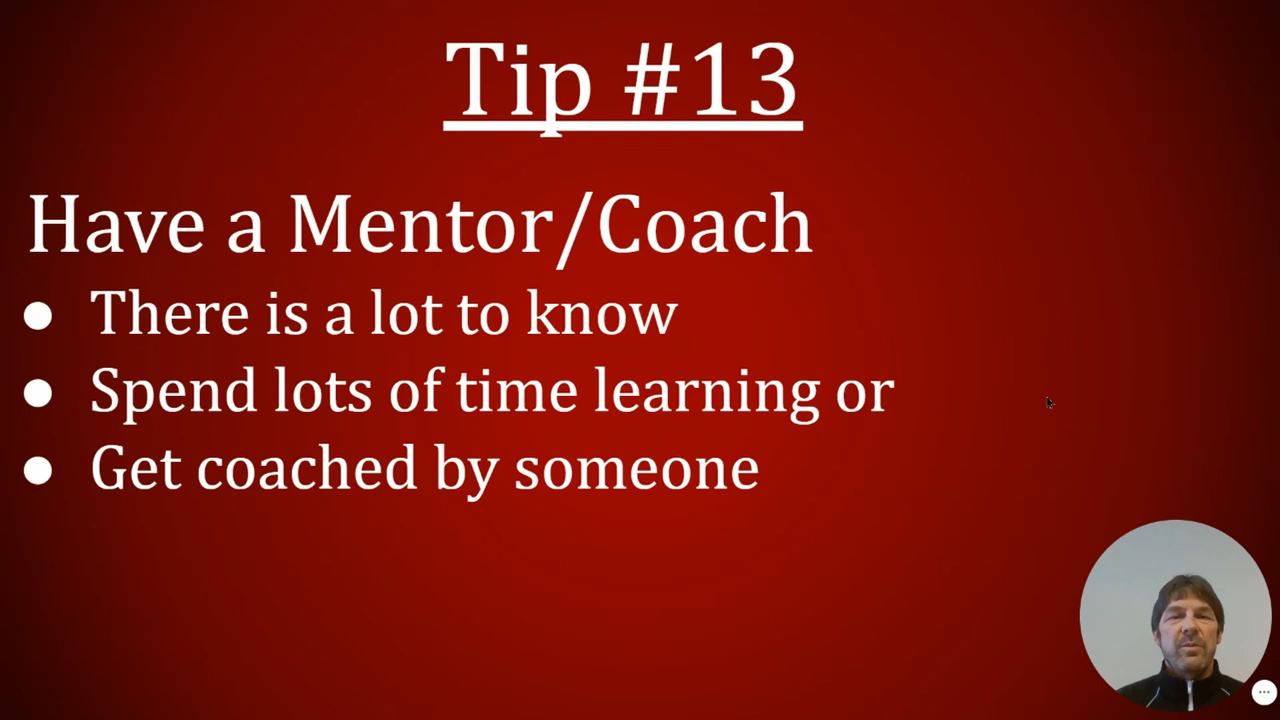 Tip #13
Have a Mentor/Coach
● There is a lot to know
● Spend lots of time learning or
● Get coached by someone